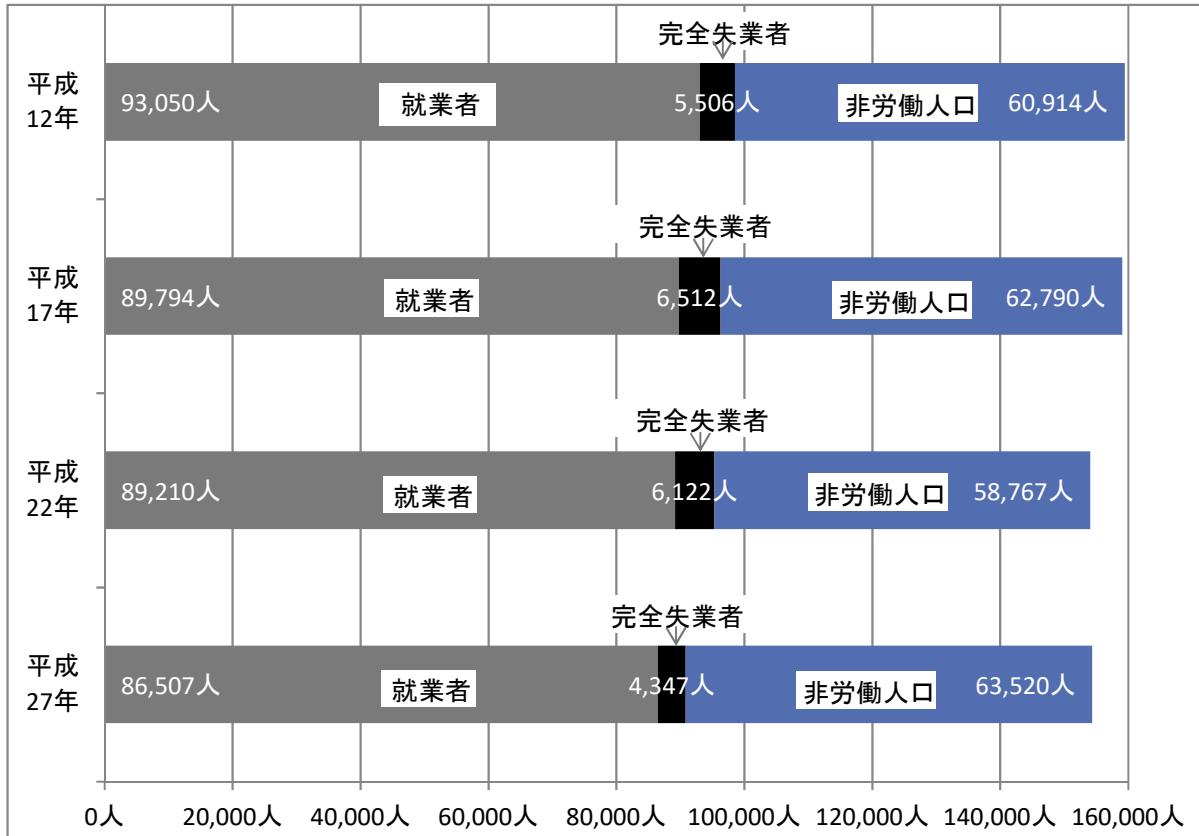 完全失業者
平成
12年
93,050人 就業者 5,506人 非労働人口 60,914人
完全失業者
平成
17年
89,794人 就業者 6,512人 非労働人口 62,790人
完全失業者
平成
22年
89,210人 就業者 6,122人 非労働人口 58,767人
完全失業者
平成
27年
86,507人 就業者 4,347人 非労働人口 63,520人
0人 20,000人 40,000人 60,000人 80,000人 100,000人 120,000人 140,000人 160,000人